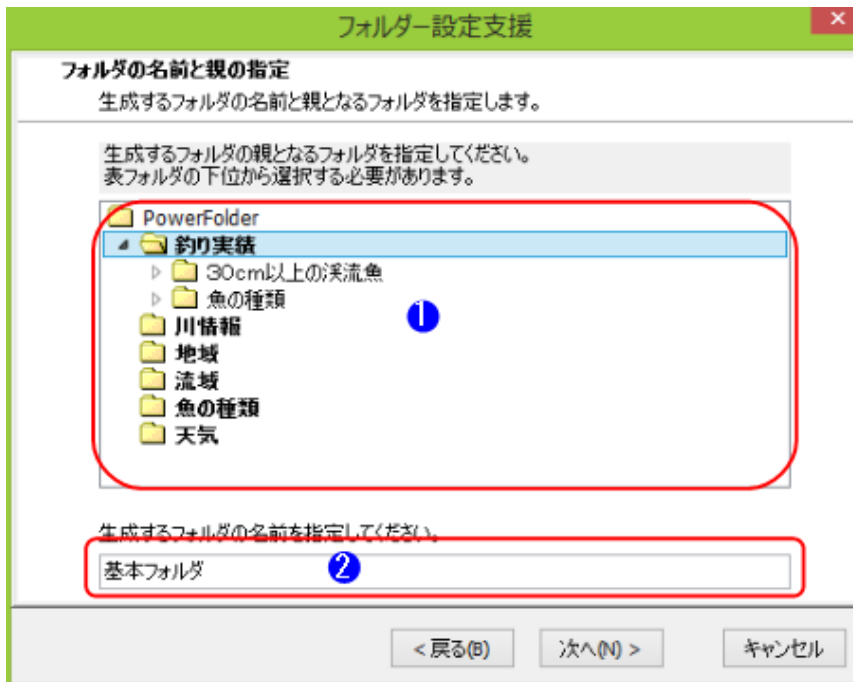 フォルダー設定支援
フォルダの名前と親の指定
生成するフォルダの名前と親となるフォルダを指定します。
生成するフォルダの親となるフォルダを指定してください。
表フォルダの下位から選択する必要があります。
PowerFolder
釣り実績
30cm以上の渓流魚
魚の種類
1
川情報
地域
流域
魚の種類
天気
生成するフォルダの名前を指定してください。
基本フォルダ
2
< 戻る(B)
次へ(N) >
キャンセル